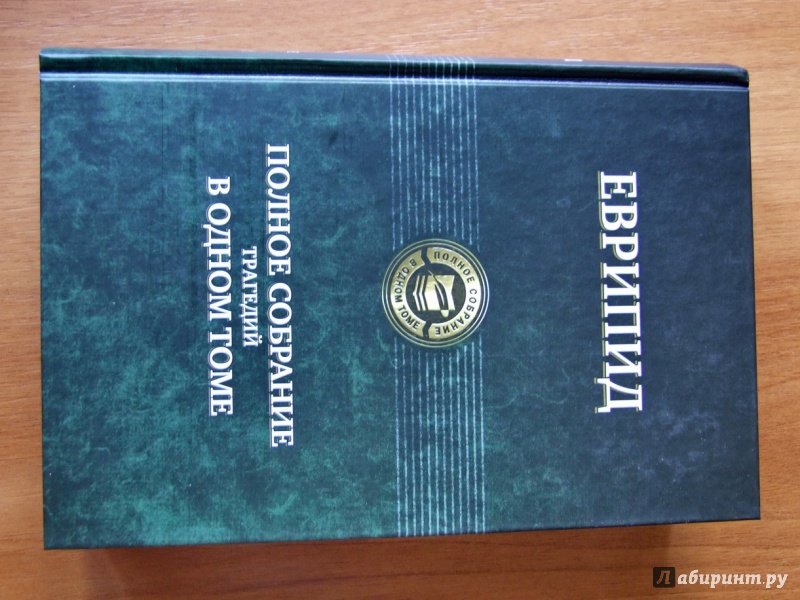 ЕВРИПИД
ПОЛНОЕ СОБРАНИЕ
В ОДНОМ ТОМЕ
ПОЛНОЕ СОБРАНИЕ
ТРАГЕДИЙ
В ОДНОМ ТОМЕ
Лабиринт.ру